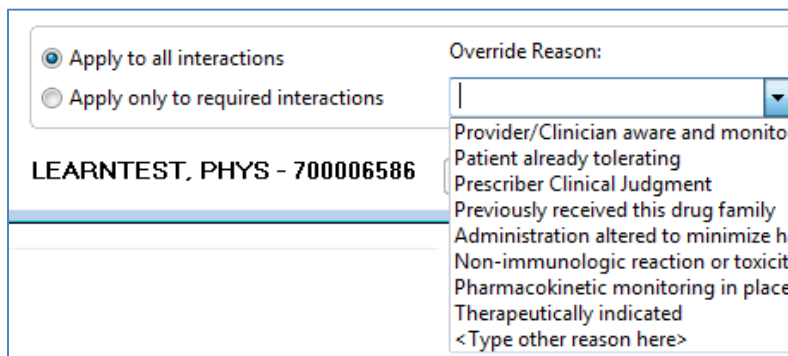 Apply to all interactions
Override Reason:
Apply only to required interactions
Provider/Clinician aware and monito
LEARNTEST, PHYS - 700006586
Patient already tolerating
Prescriber Clinical Judgment
Previously received this drug family
Administration altered to minimize h
Non-immunologic reaction or toxicit
Pharmacokinetic monitoring in place
Therapeutically indicated
<Type other reason here>